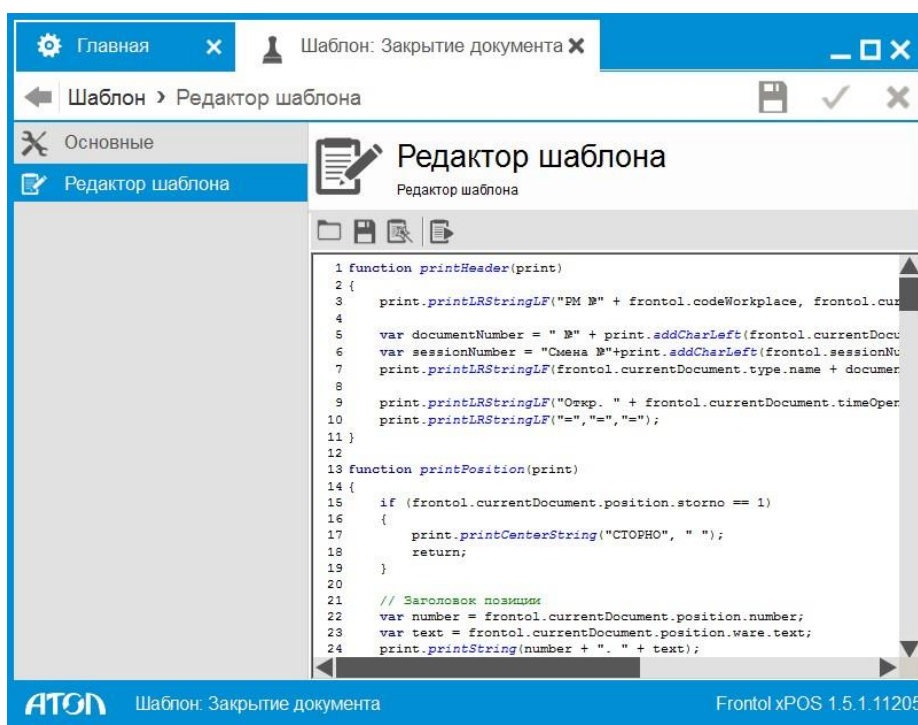 Главная
Шаблон: Закрытие документа
Шаблон › Редактор шаблона
Основные
Редактор шаблона
Редактор шаблона
Редактор шаблона
1 function printHeader(print)
2 {
3 print.printLRStringLF("РМ №" + frontol.codeWorkplace, frontol.cur
4
5 var documentNumber = " №" + print.addCharLeft(frontol.currentDocu
6 var sessionNumber = "Смена №"+print.addCharLeft(frontol.sessionNu
7 print.printLRStringLF(frontol.currentDocument.type.name + documen
8
9 print.printLRStringLF("Откр. " + frontol.currentDocument.timeOpen
10 print.printLRStringLF("=","=","=");
11 }
12
13 function printPosition(print)
14 {
15 if (frontol.currentDocument.position.storno == 1)
16 {
17 print.printCenterString("СТОРНО", " ");
18 return;
19 }
20
21 // Заголовок позиции
22 var number = frontol.currentDocument.position.number;
23 var text = frontol.currentDocument.position.ware.text;
24 print.printString(number + ". " + text);
АТОЛ
Шаблон: Закрытие документа
Frontol xPOS 1.5.1.11205